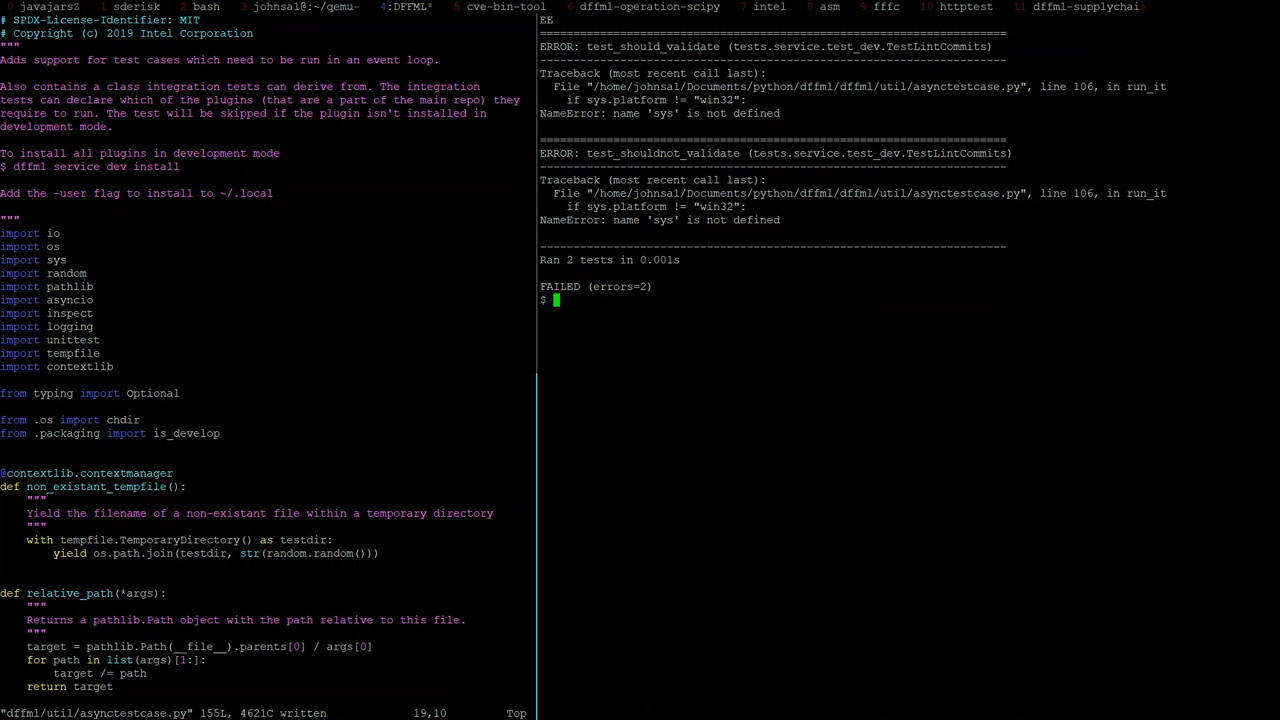 0 javajarsZ  1 sderisk  2 bash  3 johnsal@:~/qemu-  4:DFFML*  5 cve-bin-tool  6 dffml-operation-scipy  7 intel  8 asm  9 fffc  10 httptest  11 dffml-supplychai>
# SPDX-License-Identifier: MIT
# Copyright (c) 2019 Intel Corporation
"""
Adds support for test cases which need to be run in an event loop.

Also contains a class integration tests can derive from. The integration
tests can declare which of the plugins (that are a part of the main repo) they
require to run. The test will be skipped if the plugin isn't installed in
development mode.

To install all plugins in development mode
$ dffml service dev install

Add the -user flag to install to ~/.local

"""
import io
import os
import sys
import random
import pathlib
import asyncio
import inspect
import logging
import unittest
import tempfile
import contextlib

from typing import Optional

from .os import chdir
from .packaging import is_develop


@contextlib.contextmanager
def non_existant_tempfile():
    """
    Yield the filename of a non-existant file within a temporary directory
    """
    with tempfile.TemporaryDirectory() as testdir:
        yield os.path.join(testdir, str(random.random()))


def relative_path(*args):
    """
    Returns a pathlib.Path object with the path relative to this file.
    """
    target = pathlib.Path(__file__).parents[0] / args[0]
    for path in list(args)[1:]:
        target /= path
    return target
"dffml/util/asynctestcase.py" 155L, 4621C written  19,10  Top
EE
======================================================================
ERROR: test_should_validate (tests.service.test_dev.TestLintCommits)
----------------------------------------------------------------------
Traceback (most recent call last):
  File "/home/johnsal/Documents/python/dffml/dffml/util/asynctestcase.py", line 106, in run_it
    if sys.platform != "win32":
NameError: name 'sys' is not defined

======================================================================
ERROR: test_shouldnot_validate (tests.service.test_dev.TestLintCommits)
----------------------------------------------------------------------
Traceback (most recent call last):
  File "/home/johnsal/Documents/python/dffml/dffml/util/asynctestcase.py", line 106, in run_it
    if sys.platform != "win32":
NameError: name 'sys' is not defined

----------------------------------------------------------------------
Ran 2 tests in 0.001s

FAILED (errors=2)
$